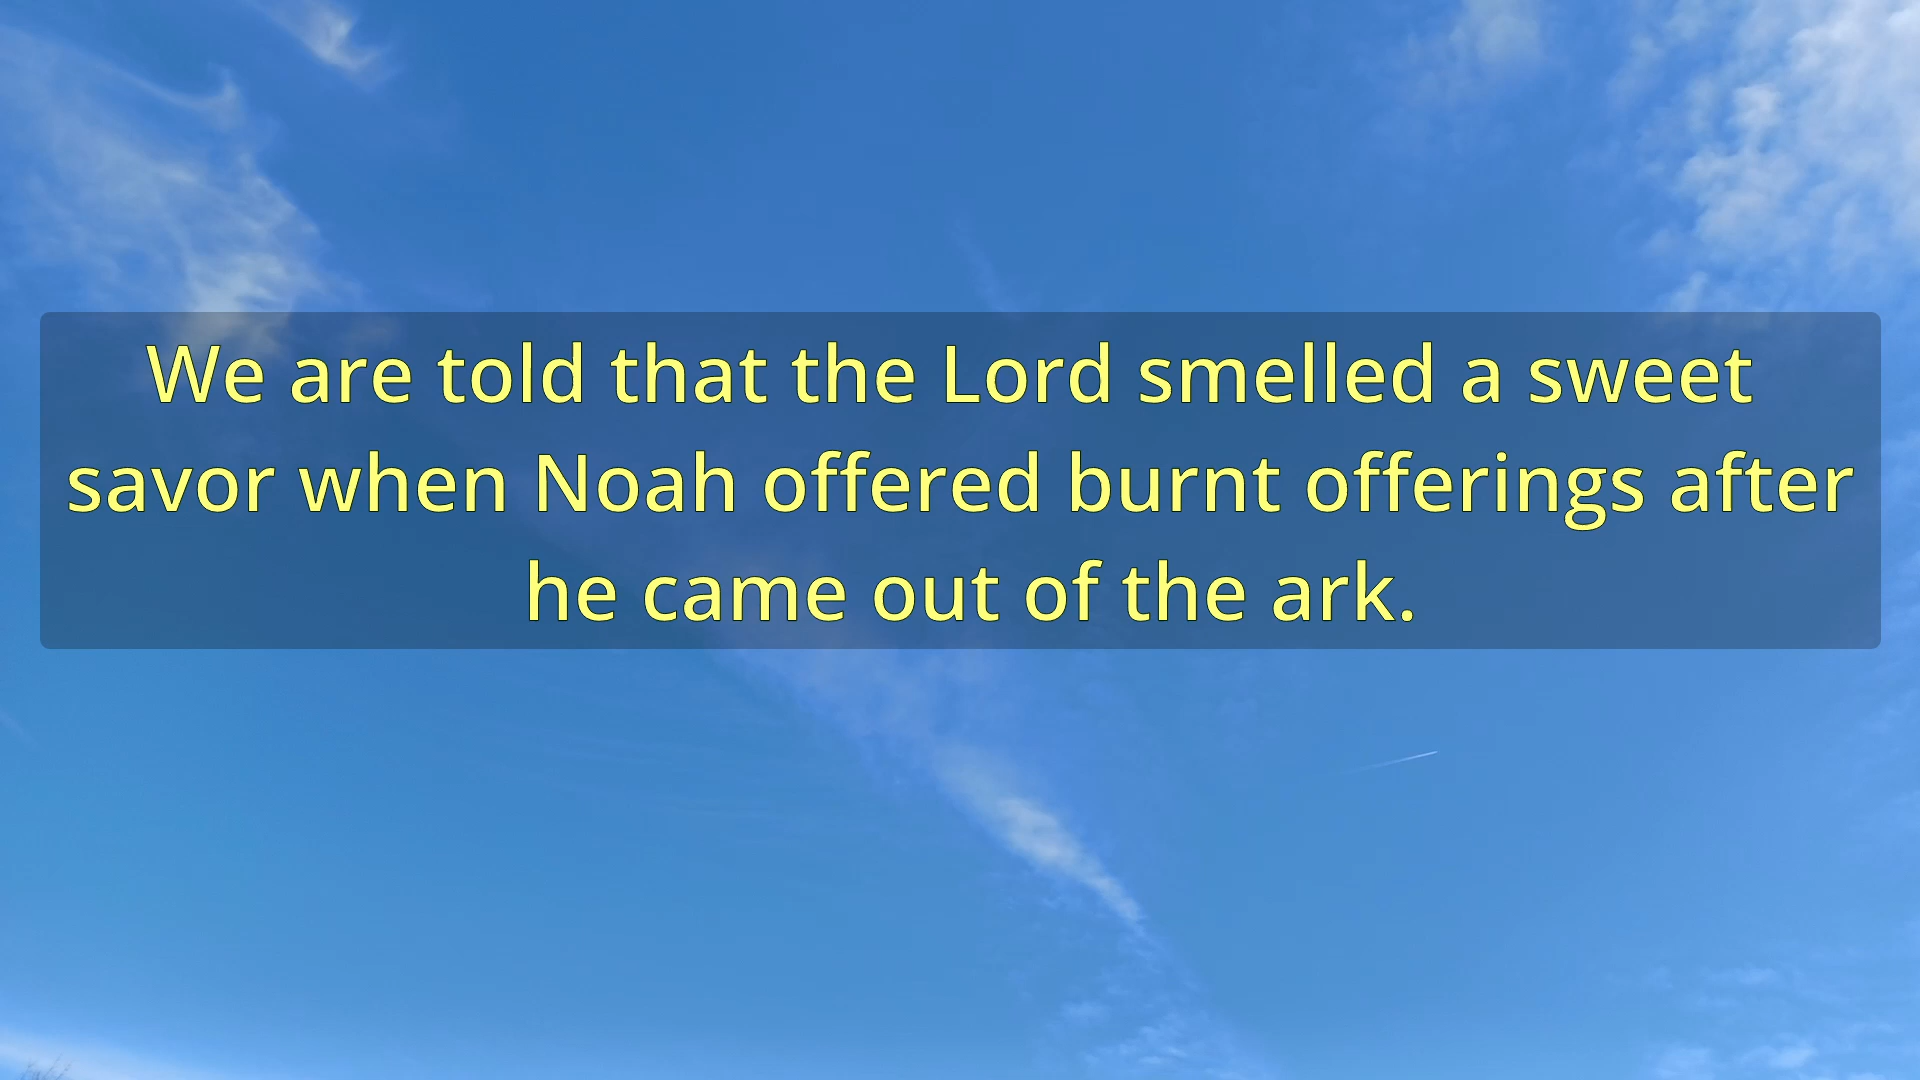 We are told that the Lord smelled a sweet
savor when Noah offered burnt offerings after
he came out of the ark.